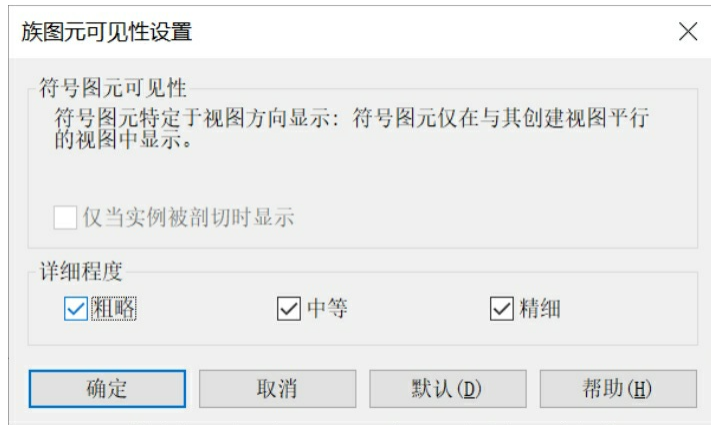 族图元可见性设置
符号图元可见性
符号图元特定于视图方向显示：符号图元仅在与其创建视图平行
的视图中显示。
仅当实例被剖切时显示
详细程度
粗略 中等 精细
确定 取消 默认(D) 帮助(H)